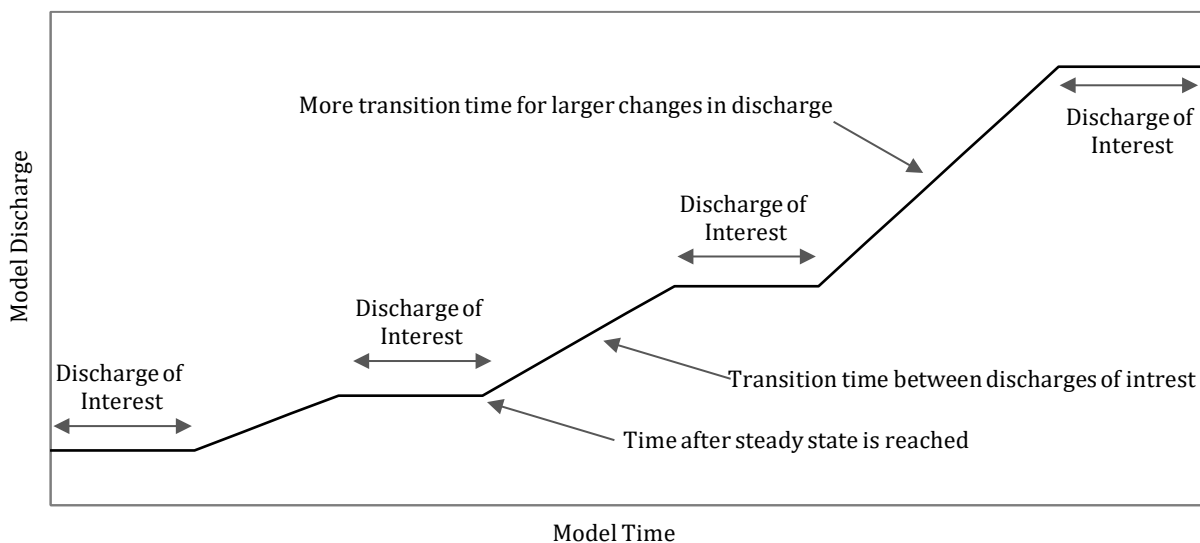 More transition time for larger changes in discharge
Discharge of
Interest
Discharge of
Interest
Discharge of
Interest
Discharge of
Interest
Transition time between discharges of intrest
Time after steady state is reached
Model Discharge
Model Time